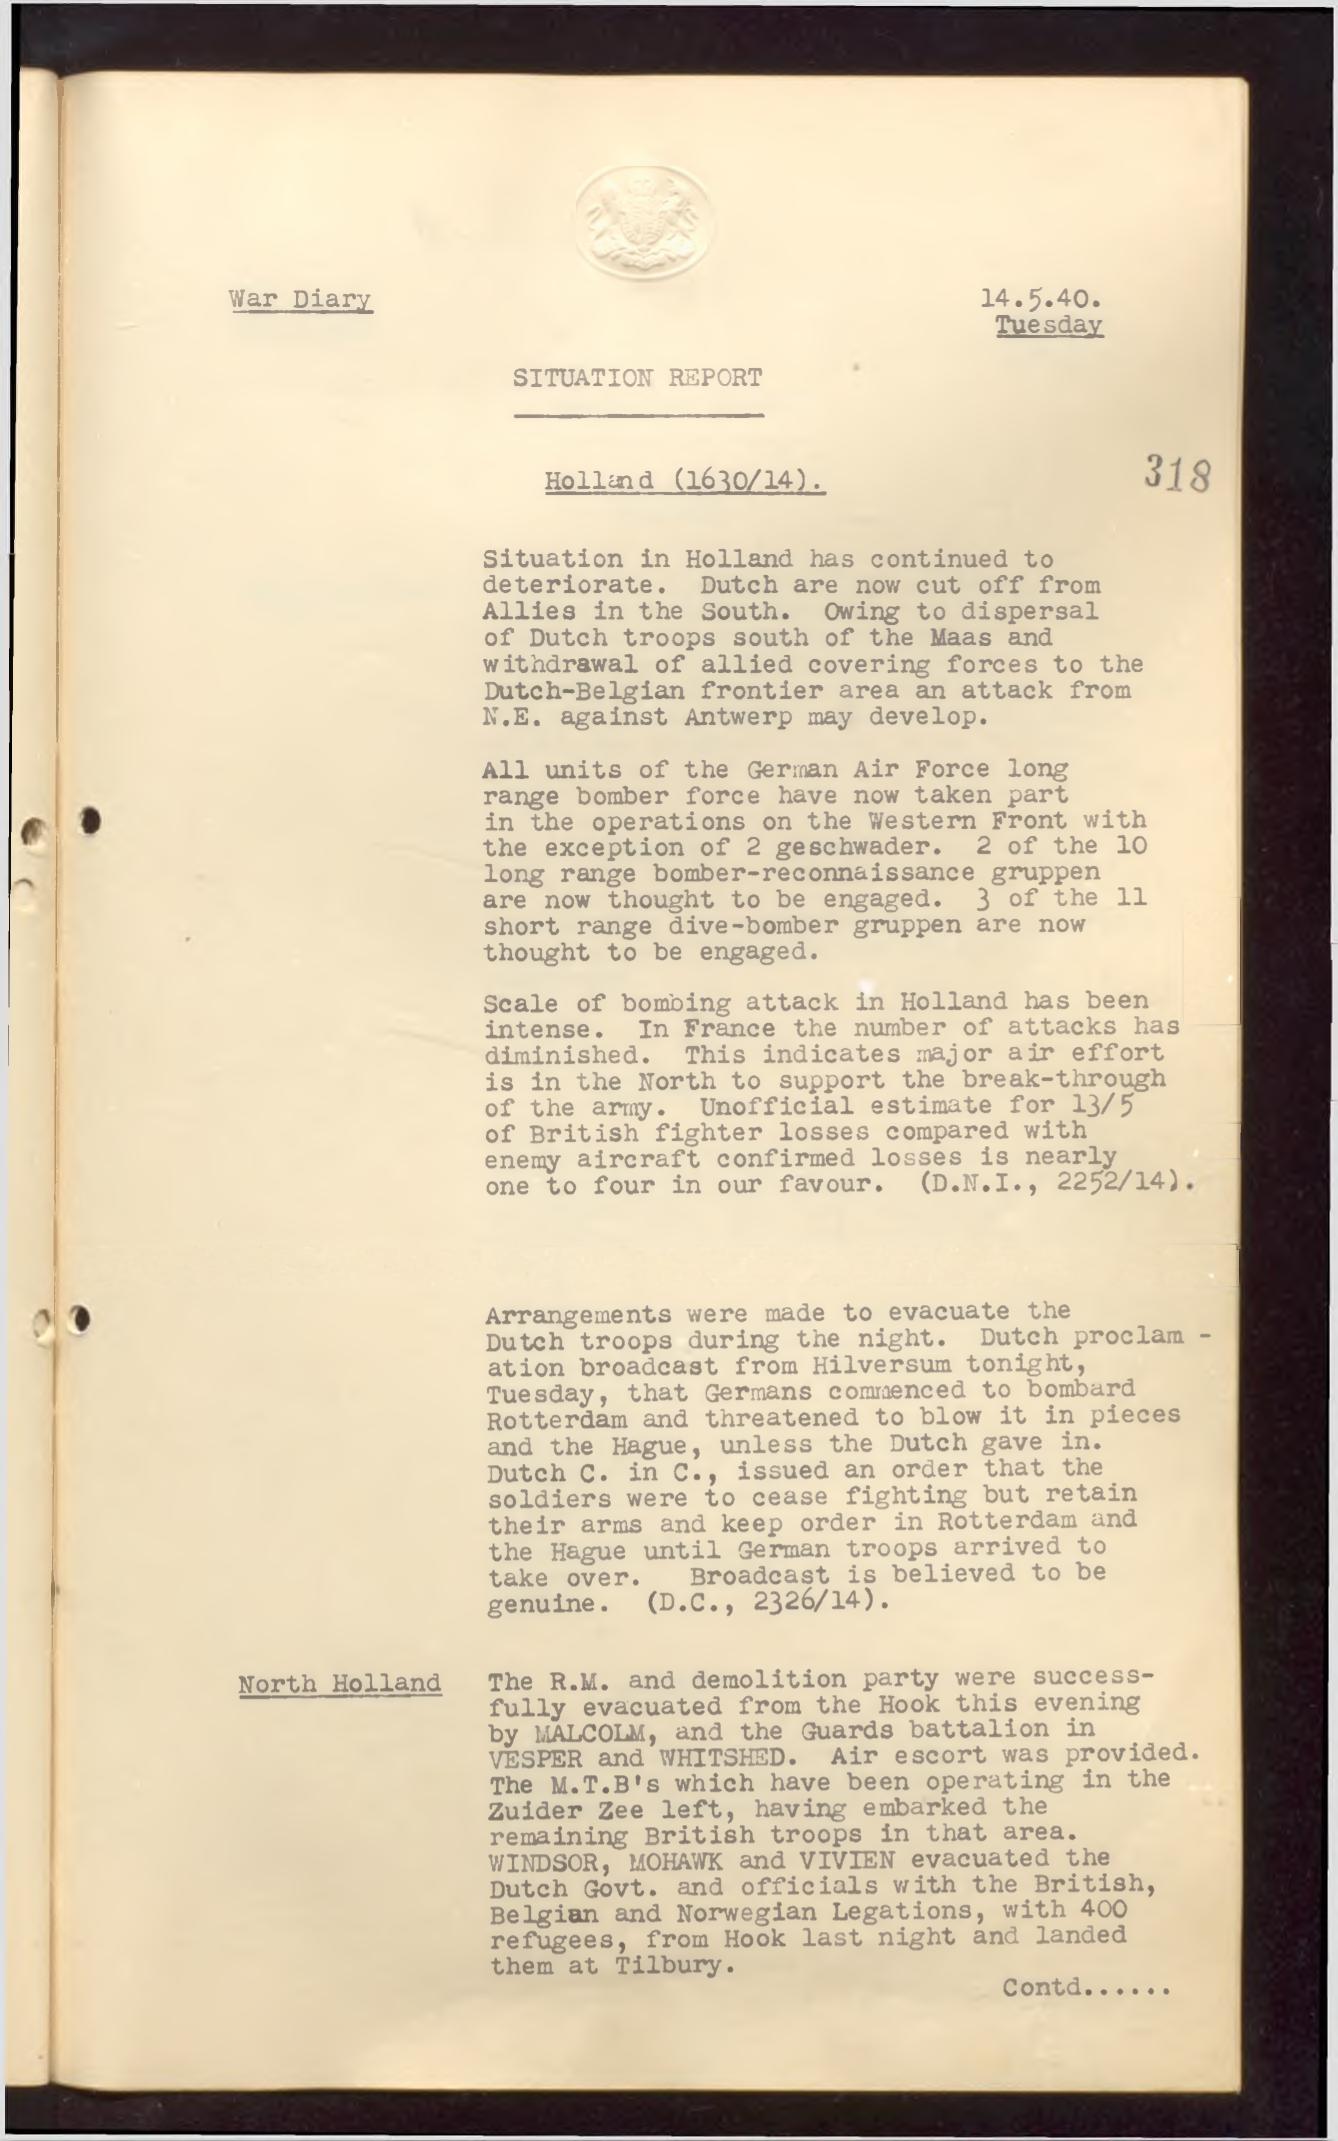 War Diary
14.5.40.
Tuesday
SITUATION REPORT
Holland (1630/14).
318
Situation in Holland has continued to
deteriorate. Dutch are now cut off from
Allies in the South. Owing to dispersal
of Dutch troops south of the Maas and
withdrawal of allied covering forces to the
Dutch-Belgian frontier area an attack from
N.E. against Antwerp may develop.
All units of the German Air Force long
range bomber force have now taken part
in the operations on the Western Front with
the exception of 2 geschwader. 2 of the 10
long range bomber-reconnaissance gruppen
are now thought to be engaged. 3 of the 11
short range dive-bomber gruppen are now
thought to be engaged.
Scale of bombing attack in Holland has been
intense. In France the number of attacks has
diminished. This indicates major air effort
is in the North to support the break-through
of the army. Unofficial estimate for 13/5
of British fighter losses compared with
enemy aircraft confirmed losses is nearly
one to four in our favour. (D.N.I., 2252/14).
Arrangements were made to evacuate the
Dutch troops during the night. Dutch proclam -
ation broadcast from Hilversum tonight,
Tuesday, that Germans commenced to bombard
Rotterdam and threatened to blow it in pieces
and the Hague, unless the Dutch gave in.
Dutch C. in C., issued an order that the
soldiers were to cease fighting but retain
their arms and keep order in Rotterdam and
the Hague until German troops arrived to
take over. Broadcast is believed to be
genuine. (D.C., 2326/14).
North Holland
The R.M. and demolition party were success-
fully evacuated from the Hook this evening
by MALCOLM, and the Guards battalion in
VESPER and WHITSHED. Air escort was provided.
The M.T.B's which have been operating in the
Zuider Zee left, having embarked the
remaining British troops in that area.
WINDSOR, MOHAWK and VIVIEN evacuated the
Dutch Govt. and officials with the British,
Belgian and Norwegian Legations, with 400
refugees, from Hook last night and landed
them at Tilbury.
Contd......